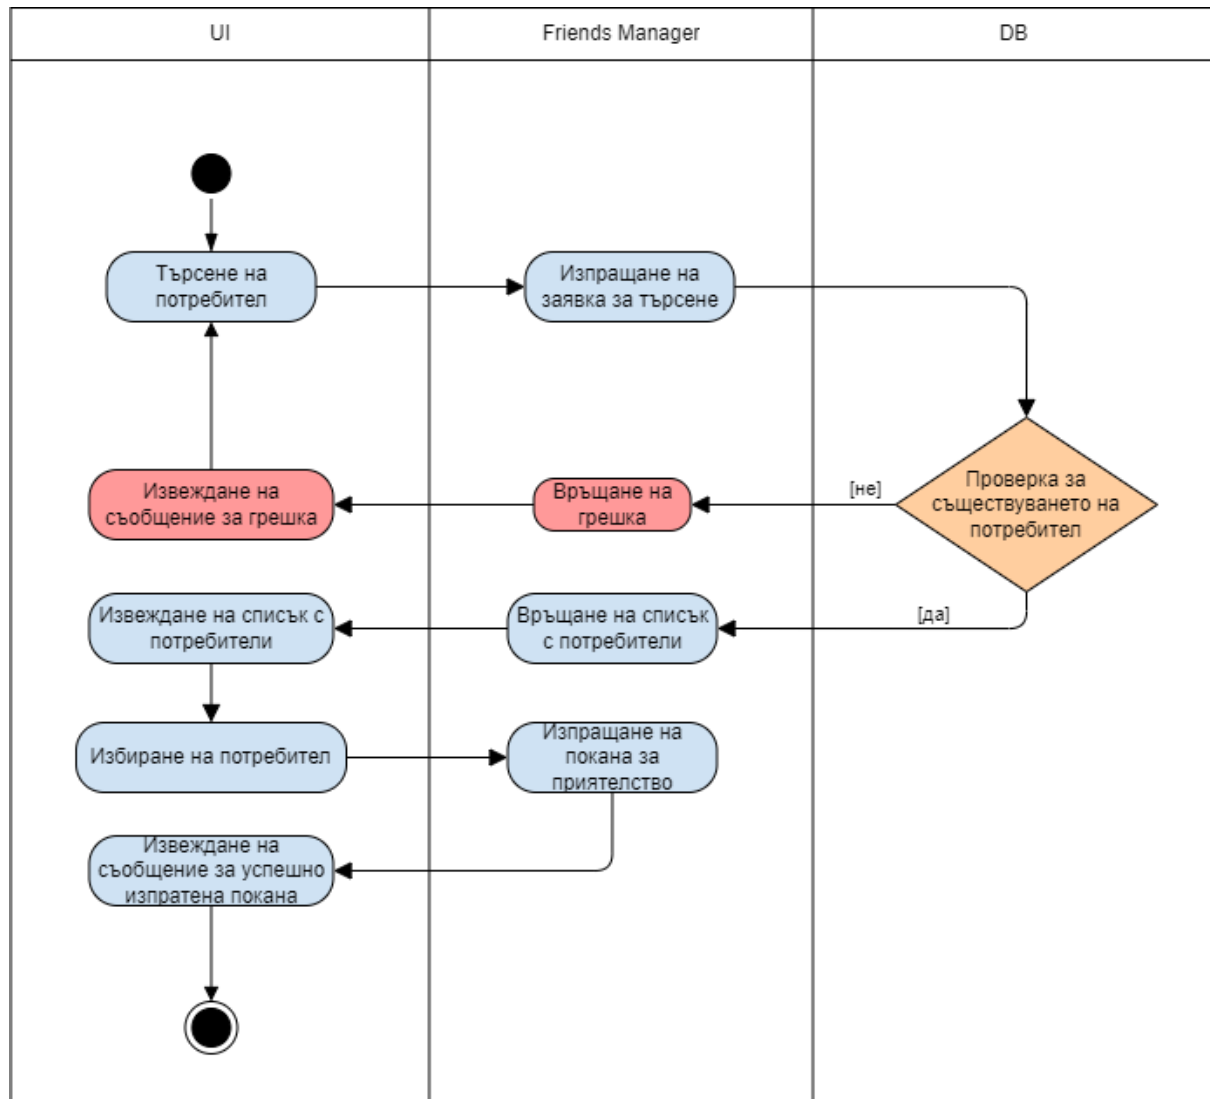 UI
Friends Manager
DB
Търсене на
потребител
Изпращане на
заявка за търсене
Проверка за
съществуването на
потребител
[не]
Връщане на
грешка
Извеждане на
съобщение за грешка
[да]
Връщане на списък
с потребители
Извеждане на списък с
потребители
Избиране на потребител
Изпращане на
покана за
приятелство
Извеждане на
съобщение за успешно
изпратена покана